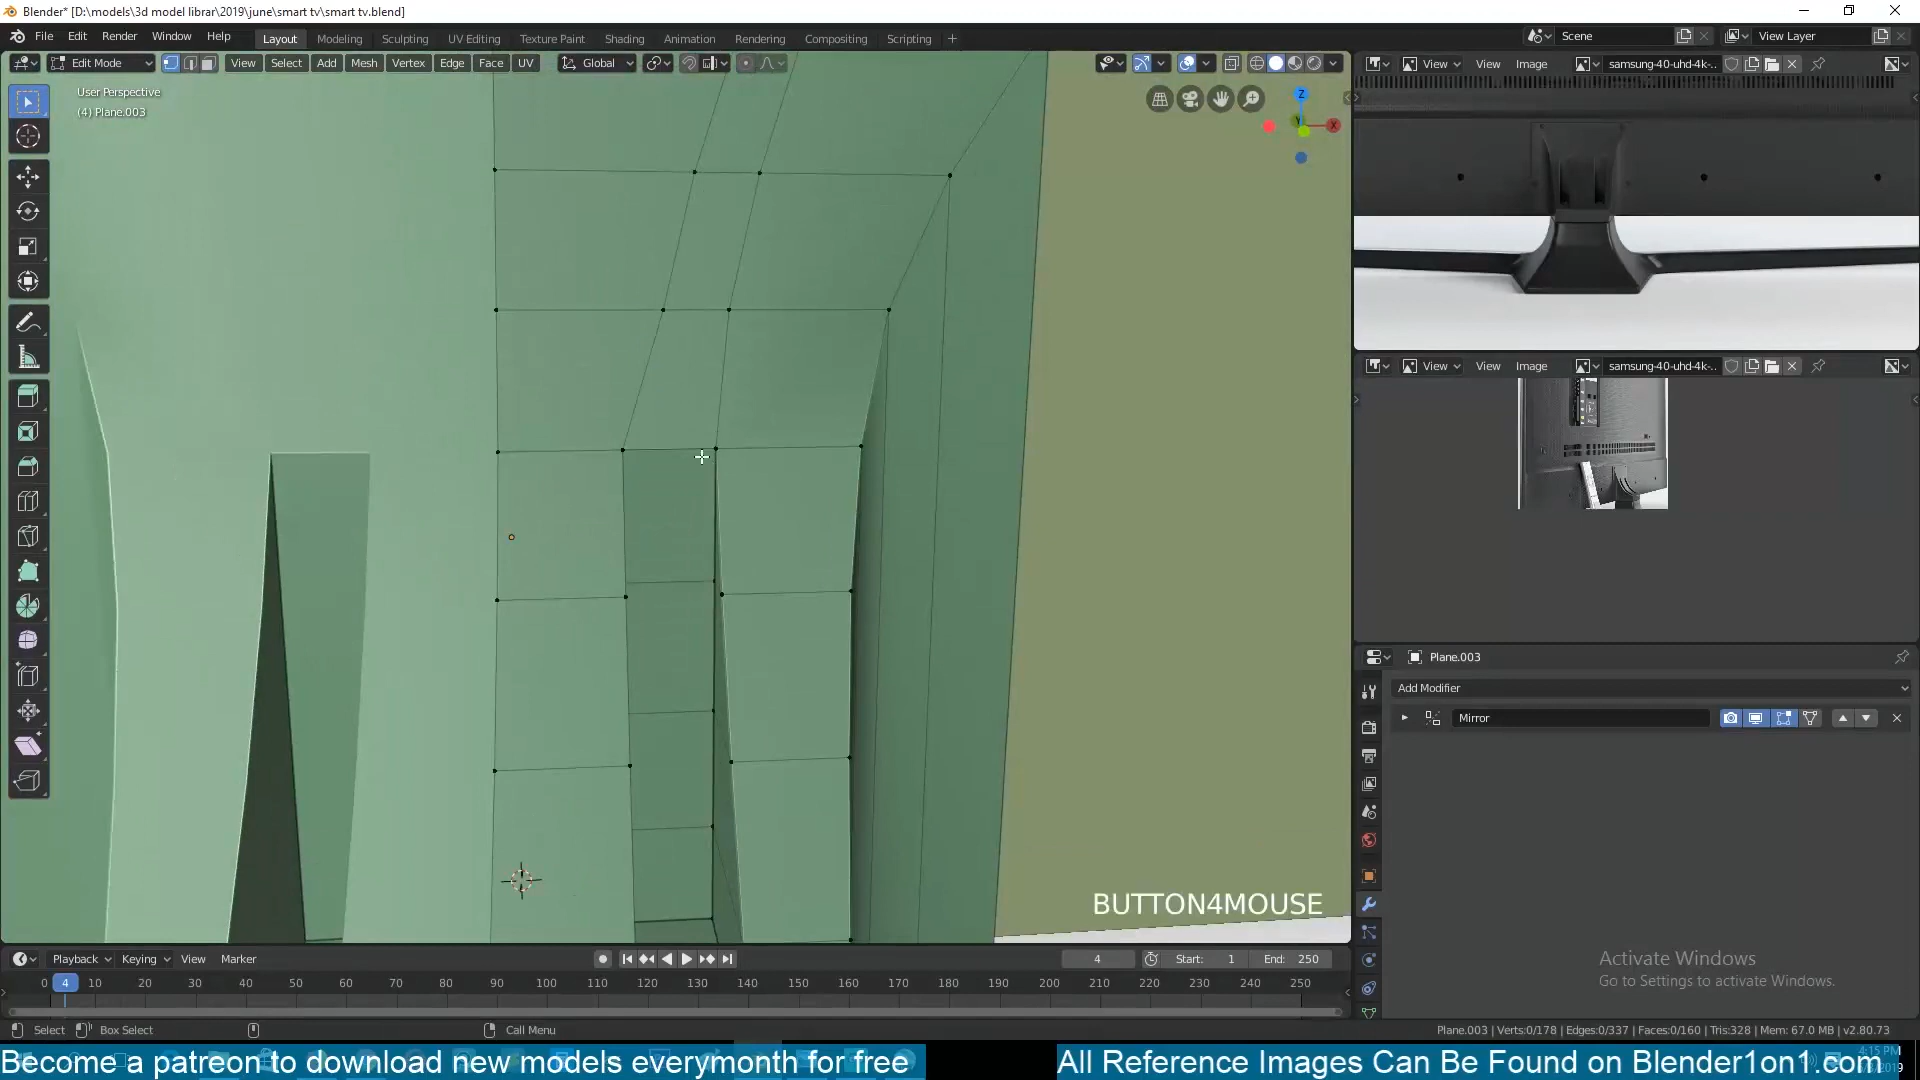 Blender* [D:\models\3d model librar\2019\june\smart tv\smart tv.blend]
File Edit Render Window Help Layout Modeling Sculpting UV Editing Texture Paint Shading Animation Rendering Compositing Scripting + Scene View Layer
Edit Mode View Select Add Mesh Vertex Edge Face UV Global View View Image samsung-40-uhd-4k-..
User Perspective
(4) Plane.003
Z
Y
X
View View Image samsung-40-uhd-4k-..
Plane.003
Add Modifier
Mirror
BUTTON4MOUSE
Activate Windows
Go to Settings to activate Windows.
Playback Keying View Marker 4 Start: 1 End: 250
0 4 10 20 30 40 50 60 70 80 90 100 110 120 130 140 150 160 170 180 190 200 210 220 230 240 250
Select Box Select Call Menu Plane.003 | Verts:0/178 | Edges:0/337 | Faces:0/160 | Tris:328 | Mem: 67.0 MB | v2.80.73
Become a patreon to download new models everymonth for free
All Reference Images Can Be Found on Blender1on1.com
4:15 PM